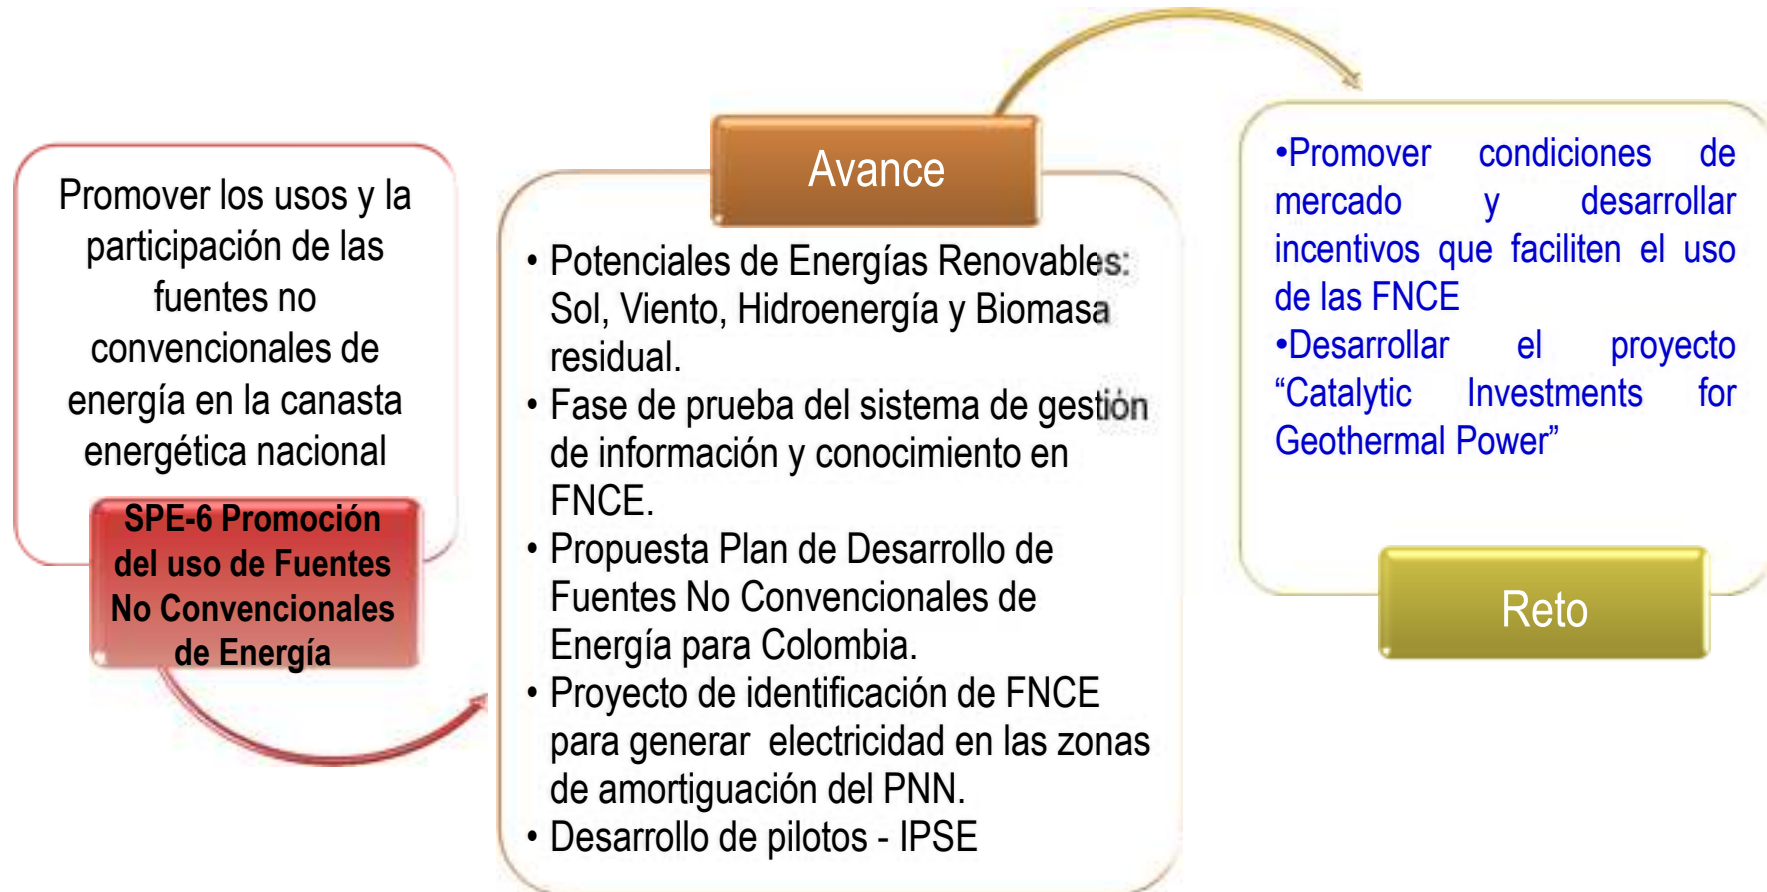 Promover los usos y la
participación de las
fuentes no
convencionales de
energía en la canasta
energética nacional
SPE-6 Promoción
del uso de Fuentes
No Convencionales
de Energía
Avance
• Potenciales de Energías Renovables:
Sol, Viento, Hidroenergía y Biomasa
residual.
• Fase de prueba del sistema de gestión
de información y conocimiento en
FNCE.
• Propuesta Plan de Desarrollo de
Fuentes No Convencionales de
Energía para Colombia.
• Proyecto de identificación de FNCE
para generar electricidad en las zonas
de amortiguación del PNN.
• Desarrollo de pilotos - IPSE
•Promover condiciones de
mercado y desarrollar
incentivos que faciliten el uso
de las FNCE
•Desarrollar el proyecto
“Catalytic Investments for
Geothermal Power”
Reto